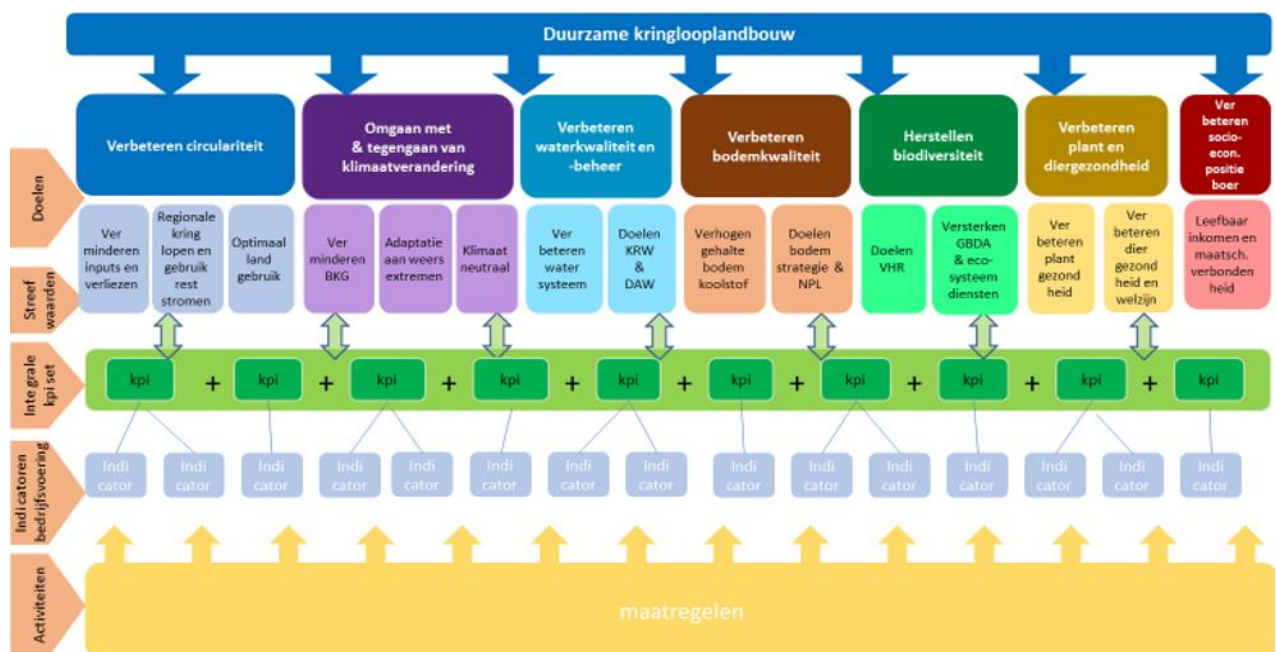 Duurzame kringlooplandbouw
Doelen
Verbeteren circulariteit
Omgaan met
& tegengaan van
klimaatverandering
Verbeteren
waterkwaliteit en
-beheer
Verbeteren
bodemkwaliteit
Herstellen
biodiversiteit
Verbeteren
plant en
diergezondheid
Ver
beteren
socio-
econ.
positie
boer
Streef
waarden
Ver
minderen
inputs en
verliezen
Regionale
kring
lopen en
gebruik
rest
stromen
Optimaal
land
gebruik
Ver
minderen
BKG
Adaptatie
aan weers
extremen
Klimaat
neutraal
Ver
beteren
water
systeem
Doelen
KRW
&
DAW
Verhogen
gehalte
bodem
koolstof
Doelen
bodem
strategie &
NPL
Doelen
VHR
Versterken
GBDA
& eco-
systeem
diensten
Ver
beteren
plant
gezond
heid
Ver
beteren
dier
gezond
heid en
welzijn
Leefbaar
inkomen en
maatsch.
verbonden
heid
Integrale
kpi set
kpi + kpi + kpi + kpi + kpi + kpi + kpi + kpi + kpi + kpi
Indicatoren
bedrijfsvoering
Indi
cator
Indi
cator
Indi
cator
Indi
cator
Indi
cator
Indi
cator
Indi
cator
Indi
cator
Indi
cator
Indi
cator
Indi
cator
Indi
cator
Indi
cator
Indi
cator
Indi
cator
Activiteiten
maatregelen